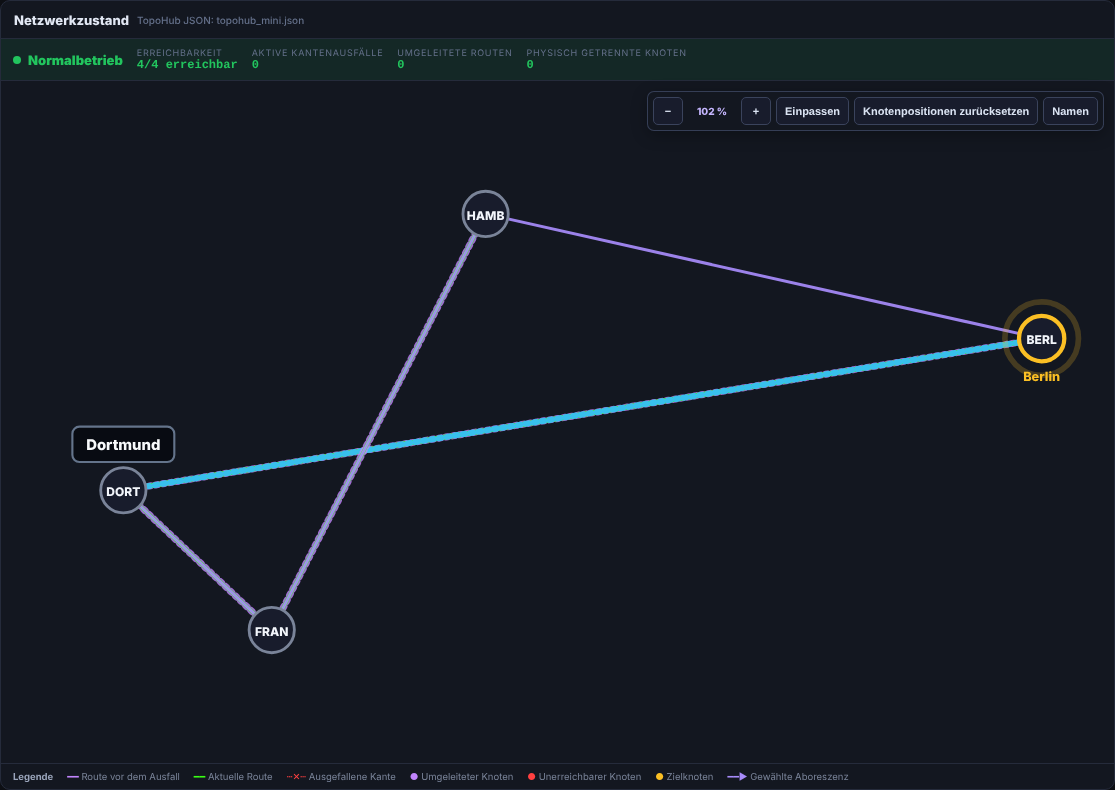 Netzwerkzustand TopoHub JSON: topohub_mini.json
Normalbetrieb
ERREICHBARKEIT
4/4 erreichbar
AKTIVE KANTENAUSFÄLLE
0
UMGELEITETE ROUTEN
0
PHYSISCH GETRENNTE KNOTEN
0
− 102 % + Einpassen Knotenpositionen zurücksetzen Namen
HAMB
BERL
Berlin
Dortmund
DORT
FRAN
Legende Route vor dem Ausfall Aktuelle Route Ausgefallene Kante Umgeleiteter Knoten Unerreichbarer Knoten Zielknoten Gewählte Aboreszenz